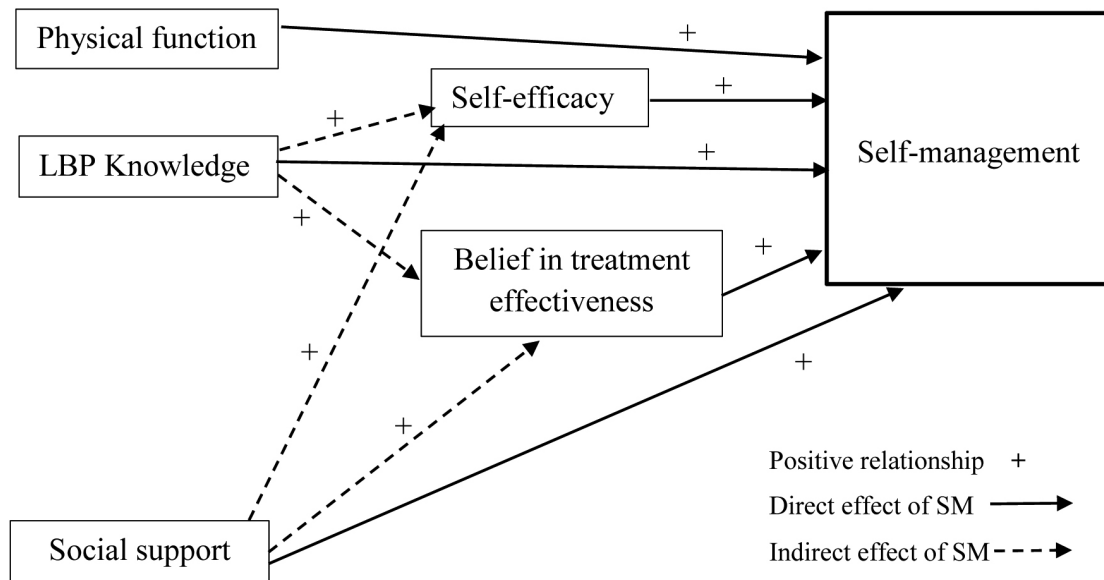 Physical function
+
Self-efficacy
+
+
LBP Knowledge
+
Self-management
+
Belief in treatment
effectiveness
+
+
+
+
Social support
Positive relationship +
Direct effect of SM
Indirect effect of SM